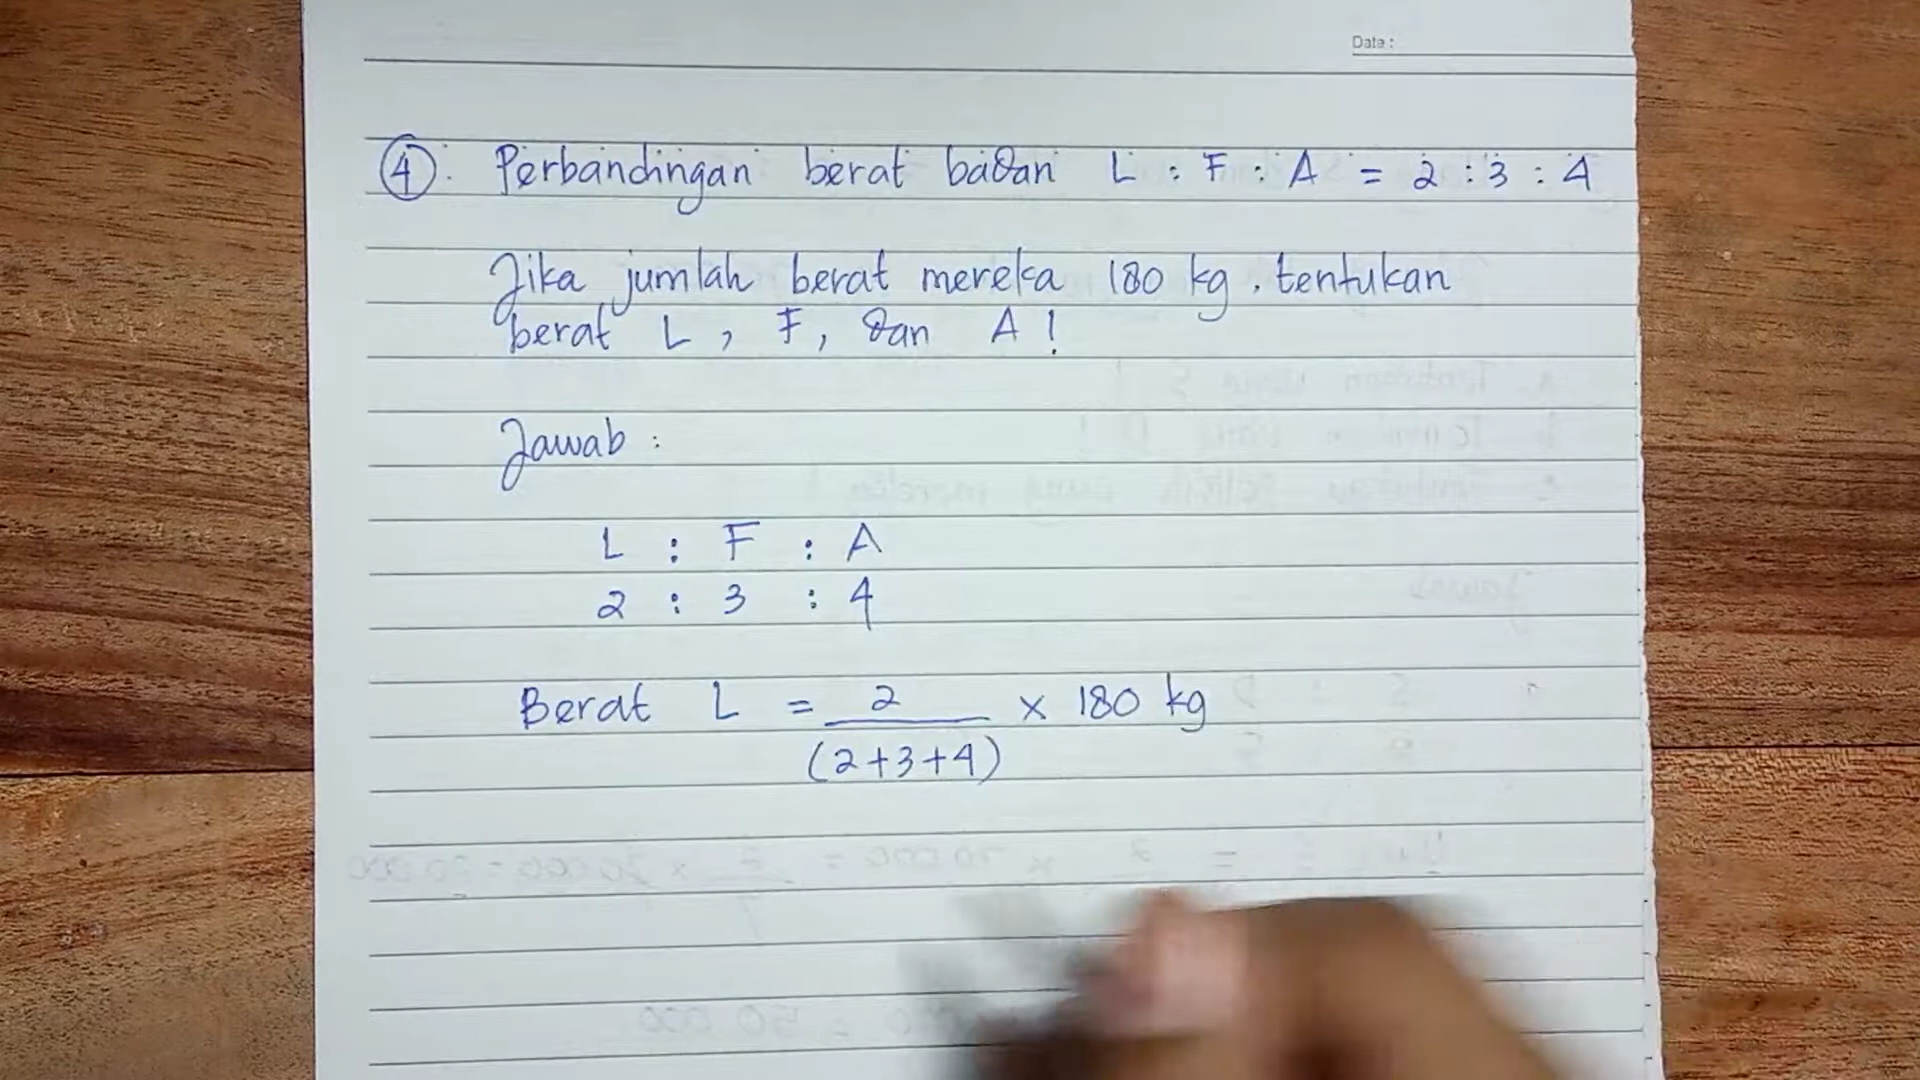 Date :
4. Perbandingan berat badan L : F : A = 2 : 3 : 4
Jika jumlah berat mereka 180 kg, tentukan
berat L, F, dan A !
Jawab :
L : F : A
2 : 3 : 4
Berat L = 2 × 180 kg
(2+3+4)